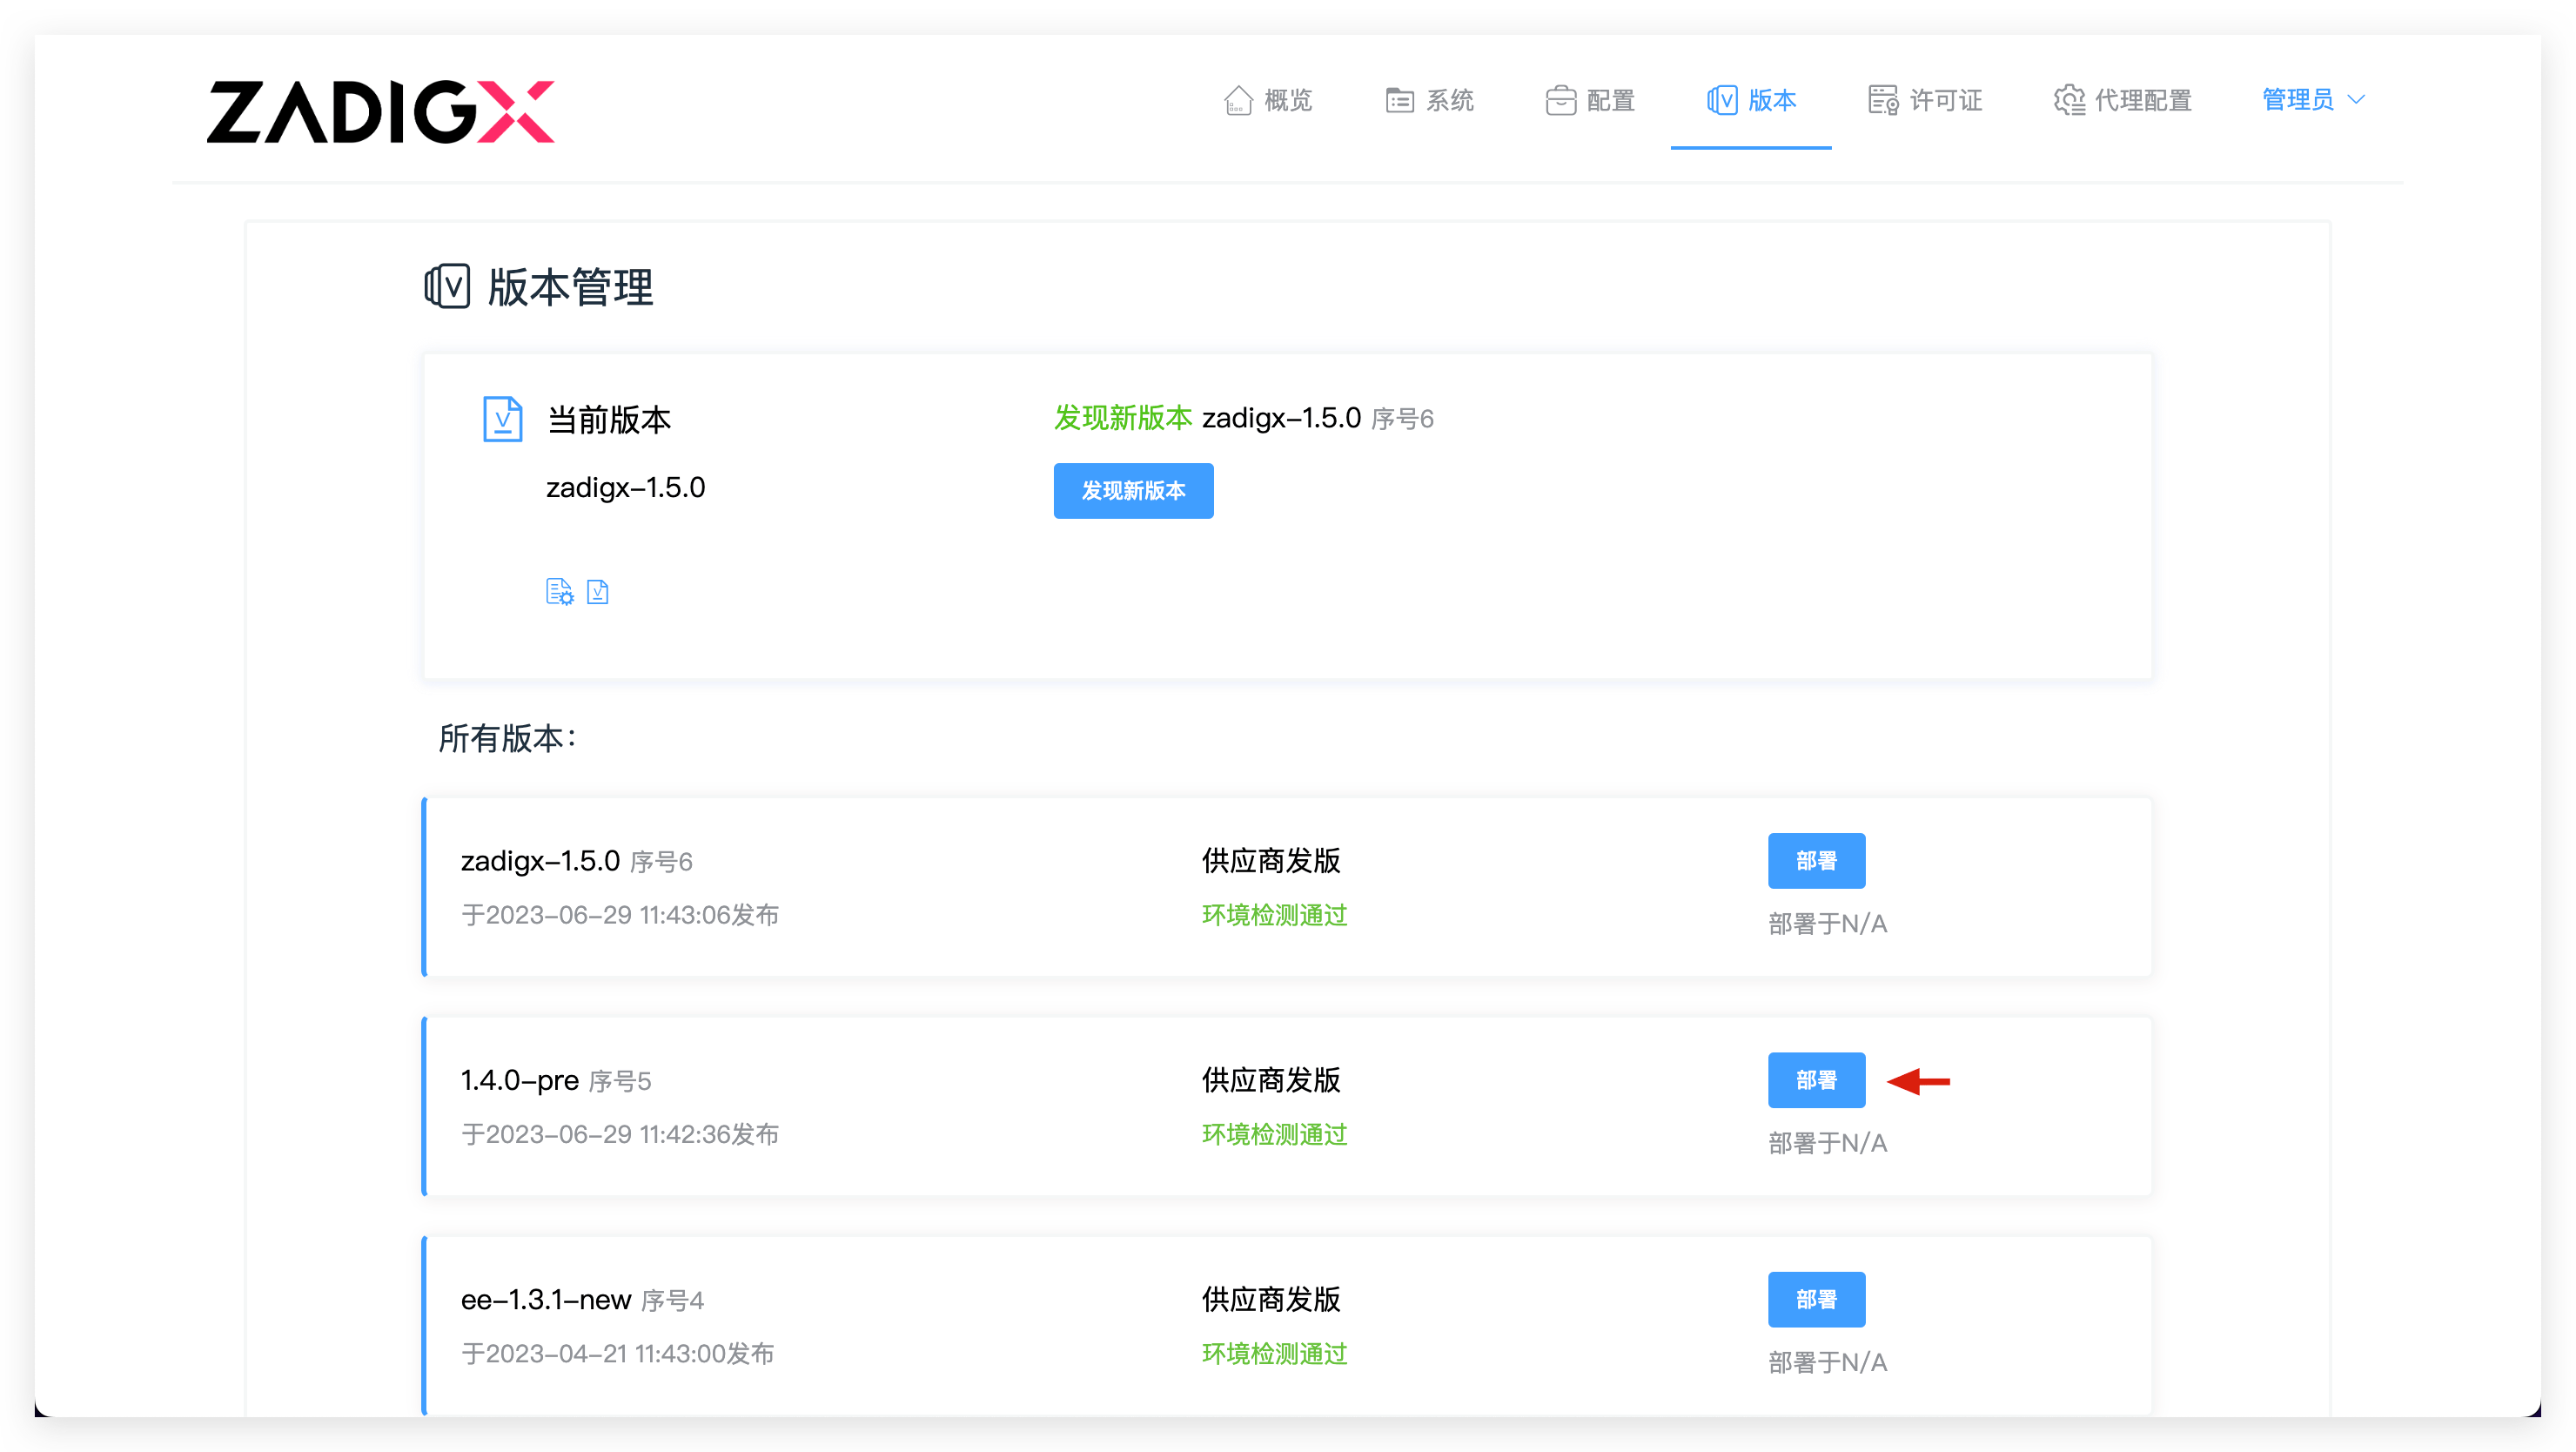 ZADIGX
概览 系统 配置 版本 许可证 代理配置 管理员
版本管理
当前版本
发现新版本 zadigx-1.5.0 序号6
zadigx-1.5.0
发现新版本
所有版本:
zadigx-1.5.0 序号6 供应商发版 部署
于2023-06-29 11:43:06发布 环境检测通过 部署于N/A
1.4.0-pre 序号5 供应商发版 部署
于2023-06-29 11:42:36发布 环境检测通过 部署于N/A
ee-1.3.1-new 序号4 供应商发版 部署
于2023-04-21 11:43:00发布 环境检测通过 部署于N/A